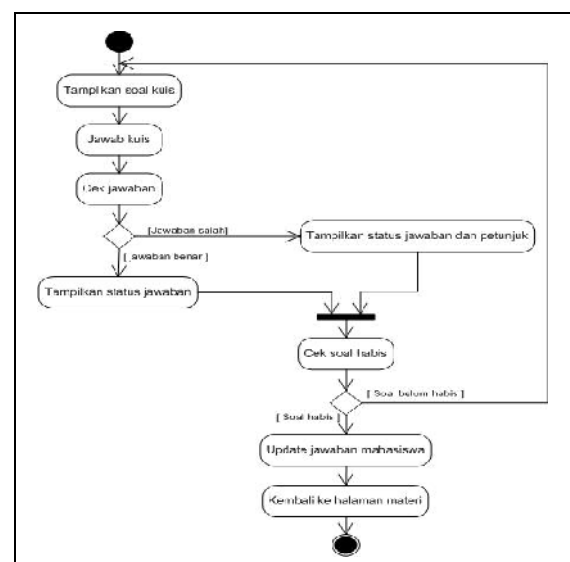 Tampilkan soal kuis
Jawab kuis
Cek jawaban
[Jawaban salah]
Tampilkan status jawaban dan petunjuk
[ jawaban benar ]
Tampilkan status jawaban
Cek soal habis
[ Soal belum habis ]
[ Soal habis ]
Update jawaban mahasiswa
Kembali ke halaman materi